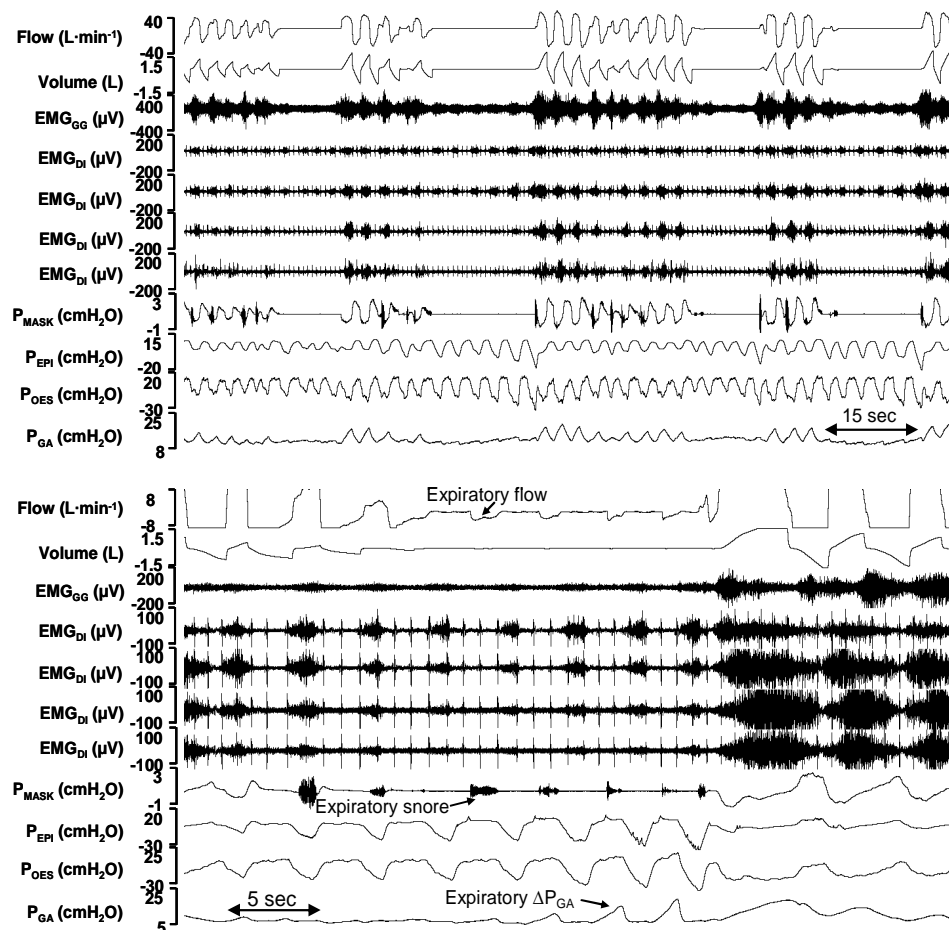 40
Flow (L·min⁻¹)
-40
1.5
Volume (L)
-1.5
400
EMG_GG (µV)
-400
200
EMG_DI (µV)
-200
200
EMG_DI (µV)
-200
200
EMG_DI (µV)
-200
200
EMG_DI (µV)
-200
3
P_MASK (cmH₂O)
-1
15
P_EPI (cmH₂O)
-20
20
P_OES (cmH₂O)
-30
25
15 sec
P_GA (cmH₂O)
8
8
Expiratory flow
Flow (L·min⁻¹)
-8
1.5
Volume (L)
-1.5
200
EMG_GG (µV)
-200
100
EMG_DI (µV)
-100
100
EMG_DI (µV)
-100
100
EMG_DI (µV)
-100
100
EMG_DI (µV)
-100
3
P_MASK (cmH₂O)
-1
Expiratory snore
20
P_EPI (cmH₂O)
-30
25
P_OES (cmH₂O)
-30
5 sec
Expiratory ΔP_GA
25
P_GA (cmH₂O)
5